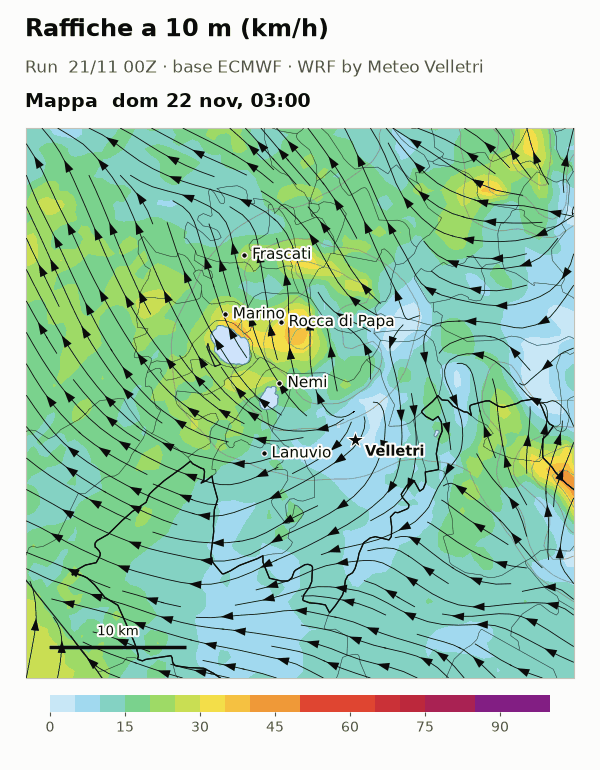 Raffiche a 10 m (km/h)
Run  21/11 00Z · base ECMWF · WRF by Meteo Velletri
Mappa  dom 22 nov, 03:00
Frascati
Marino
Rocca di Papa
Nemi
Velletri
Lanuvio
10 km
0 15 30 45 60 75 90